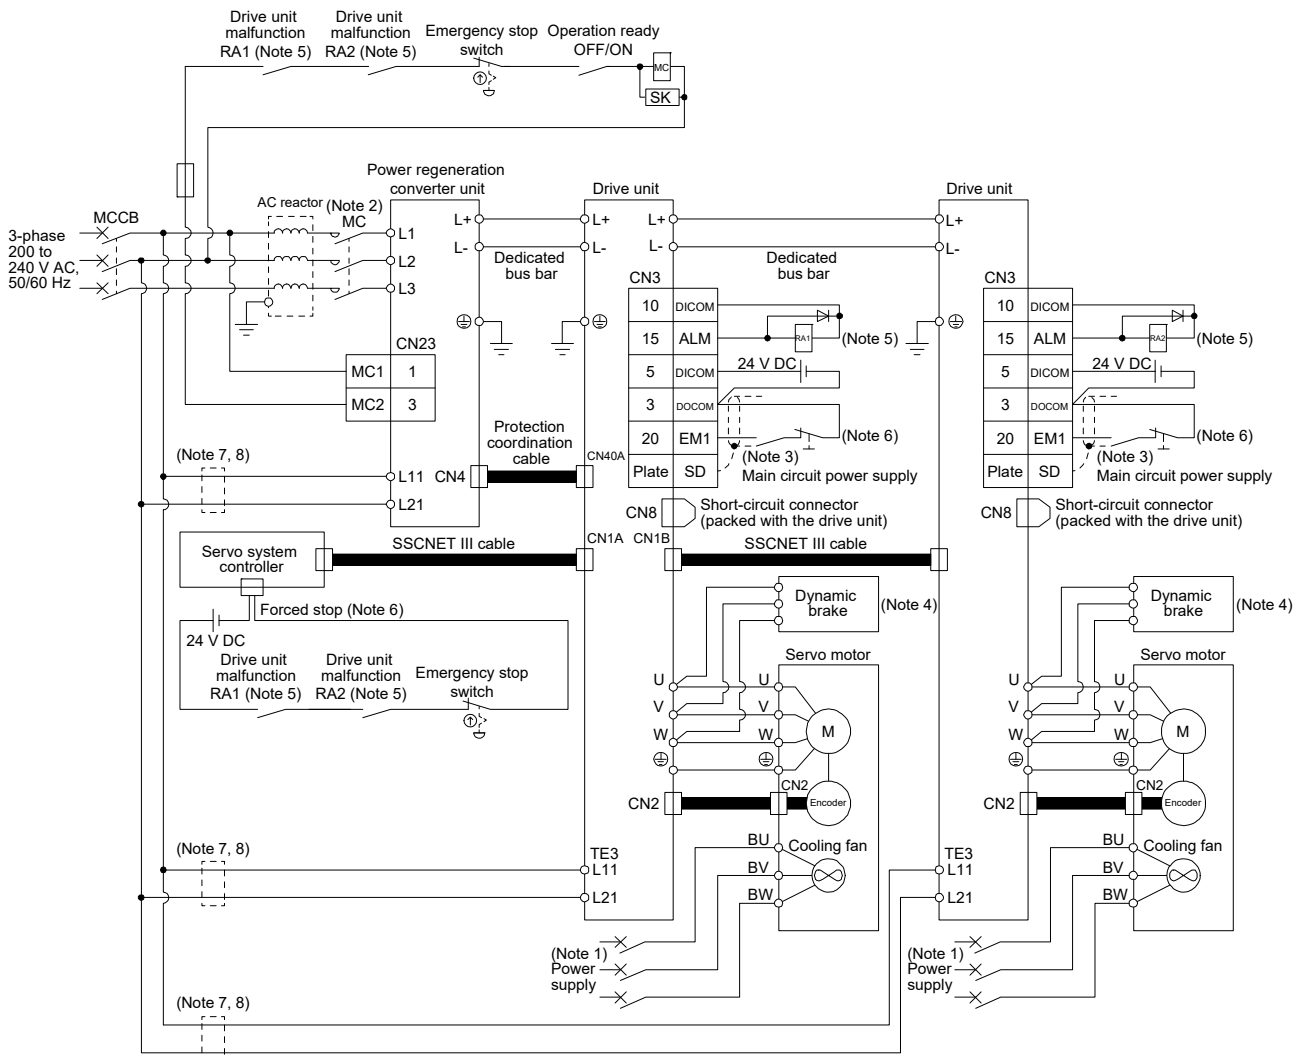 Drive unit
malfunction
RA1 (Note 5)
Drive unit
malfunction
RA2 (Note 5)
Emergency stop
switch
Operation ready
OFF/ON
MC
SK
Power regeneration
converter unit
Drive unit
Drive unit
AC reactor
(Note 2)
MC
MCCB
3-phase
200 to
240 V AC,
50/60 Hz
L1
L2
L3
L+
L-
L+
L-
L+
L-
L+
L-
Dedicated
bus bar
Dedicated
bus bar
CN23
MC1
1
MC2
3
CN3
10
DICOM
15
ALM
5
DICOM
3
DOCOM
20
EM1
Plate
SD
RA1
(Note 5)
24 V DC
(Note 6)
(Note 3)
Main circuit power supply
CN3
10
DICOM
15
ALM
5
DICOM
3
DOCOM
20
EM1
Plate
SD
RA2
(Note 5)
24 V DC
(Note 6)
(Note 3)
Main circuit power supply
Protection
coordination
cable
CN4
CN40A
(Note 7, 8)
L11
L21
CN8
Short-circuit connector
(packed with the drive unit)
CN8
Short-circuit connector
(packed with the drive unit)
Servo system
controller
SSCNET III cable
CN1A
CN1B
SSCNET III cable
Forced stop (Note 6)
24 V DC
Drive unit
malfunction
RA1 (Note 5)
Drive unit
malfunction
RA2 (Note 5)
Emergency stop
switch
Dynamic
brake
(Note 4)
Dynamic
brake
(Note 4)
Servo motor
U
V
W
U
V
W
M
CN2
CN2
Encoder
Servo motor
U
V
W
U
V
W
M
CN2
CN2
Encoder
BU
BV
BW
Cooling fan
BU
BV
BW
Cooling fan
(Note 7, 8)
TE3
L11
L21
TE3
L11
L21
(Note 1)
Power
supply
(Note 1)
Power
supply
(Note 7, 8)